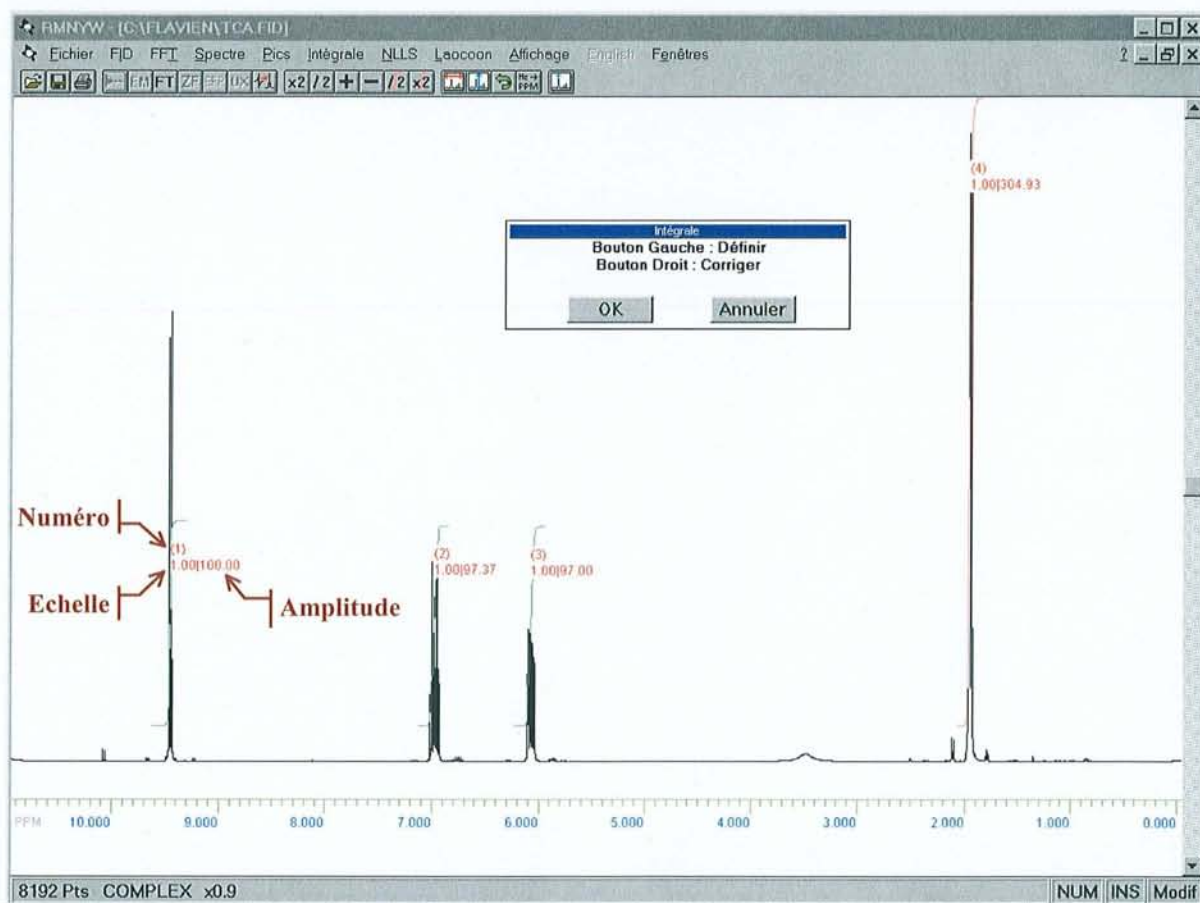 RMNYW - [C:\FLAVIEN\TCA.FID]
Fichier FID FFT Spectre Pics Intégrale NLLS Laocoon Affichage English Fenêtres ?
EM FT ZF UX x2 /2 + - /2 x2 Hz→ PPM
(4)
1.00|304.93
Intégrale
Bouton Gauche : Définir
Bouton Droit : Corriger
OK Annuler
Numéro
(1)
1.00|100.00
Echelle
Amplitude
(2)
1.00|97.37
(3)
1.00|97.00
PPM 10.000 9.000 8.000 7.000 6.000 5.000 4.000 3.000 2.000 1.000 0.000
8192 Pts COMPLEX x0.9 NUM INS Modif